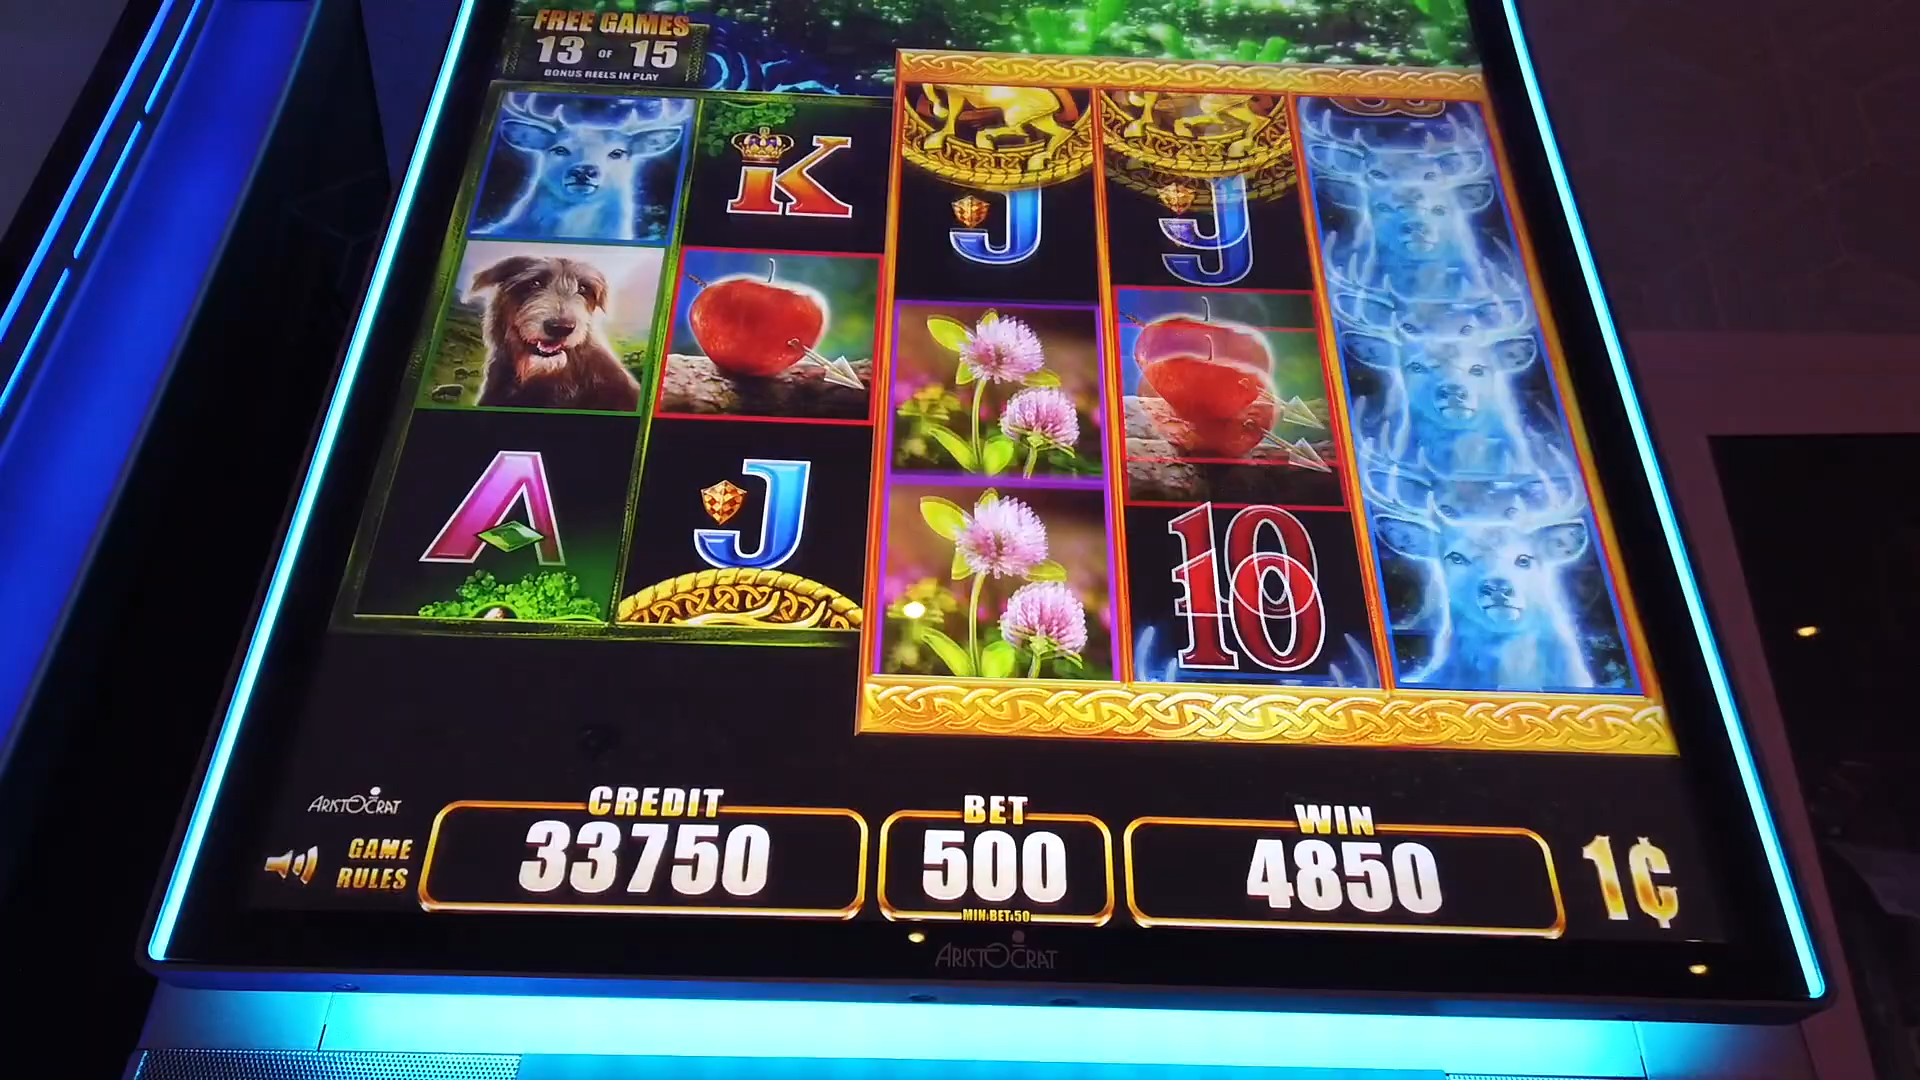 FREE GAMES
13 OF 15
BONUS REELS IN PLAY
K
J
J
A
J
10
ARISTOCRAT
GAME
RULES
CREDIT
33750
BET
500
MIN BET 50
WIN
4850
1¢
ARISTOCRAT